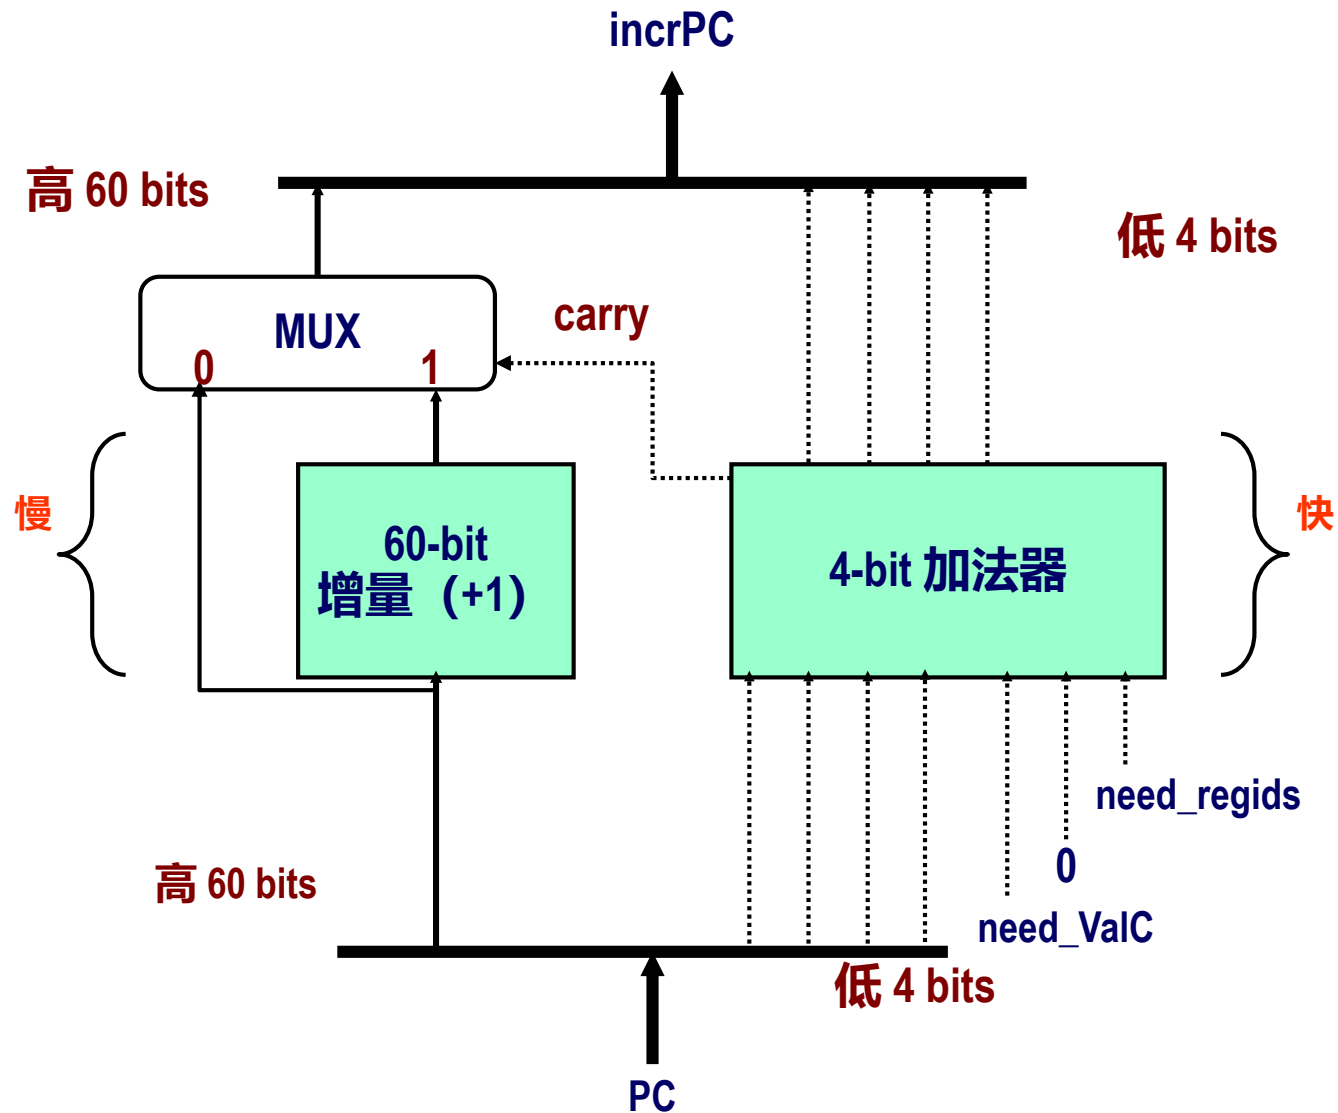 incrPC
高 60 bits
低 4 bits
carry
MUX
0
1
慢
快
60-bit
增量（+1）
4-bit 加法器
need_regids
0
高 60 bits
need_ValC
低 4 bits
PC